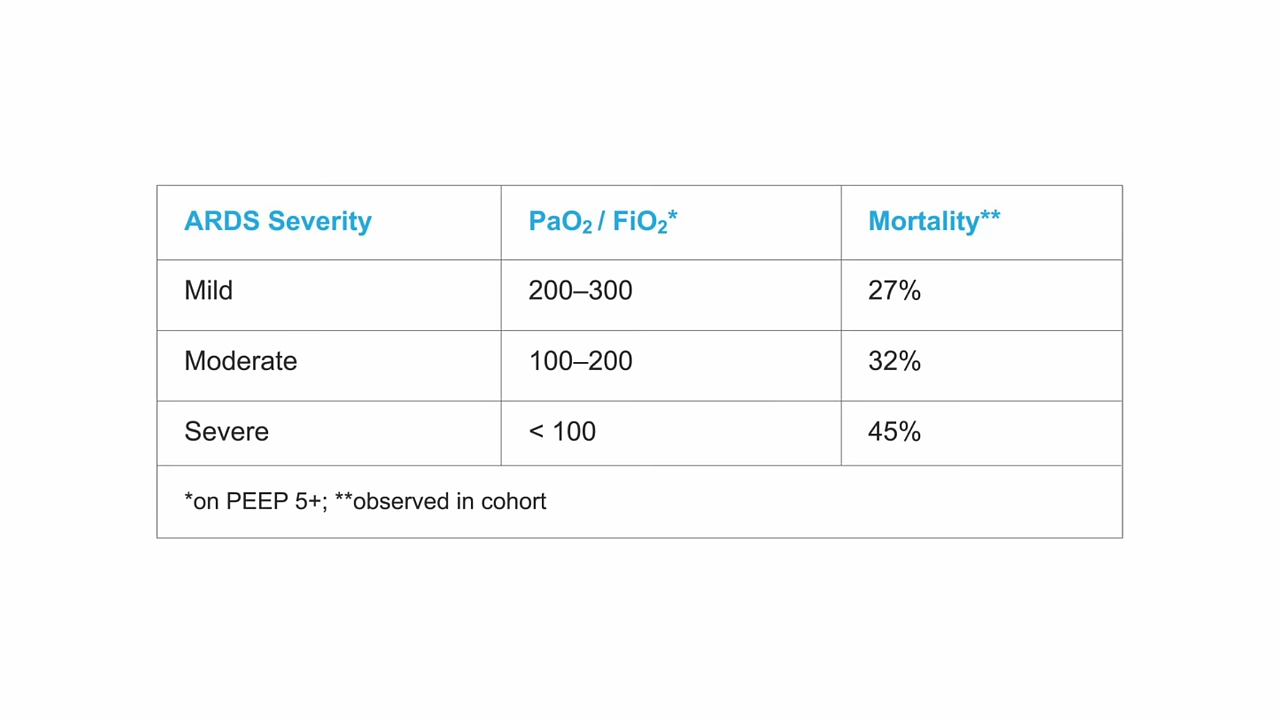 ARDS Severity PaO₂ / FiO₂* Mortality**
Mild 200–300 27%
Moderate 100–200 32%
Severe < 100 45%
*on PEEP 5+; **observed in cohort